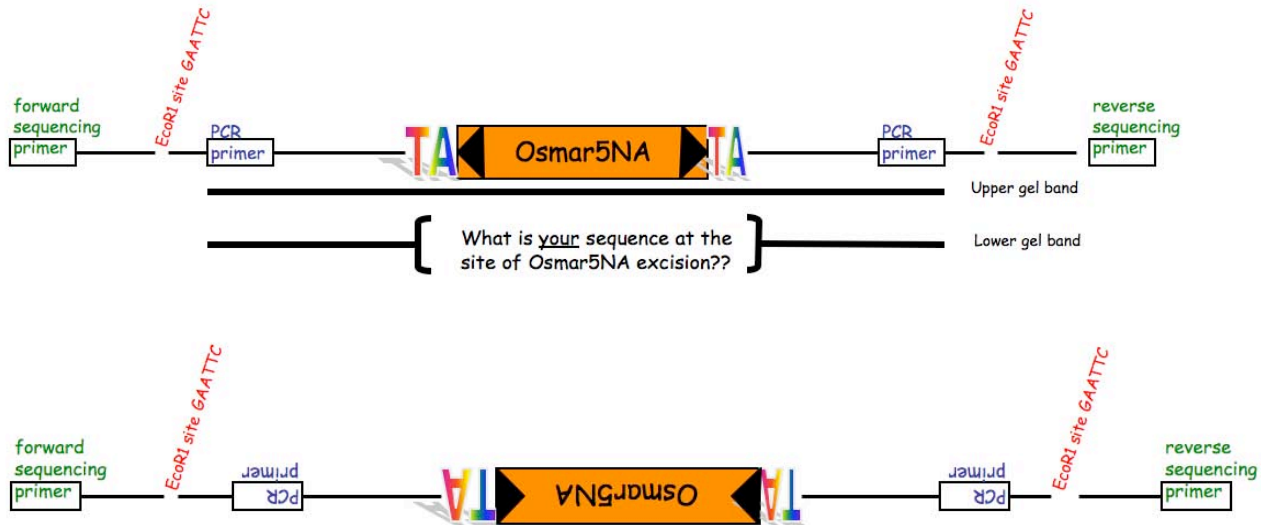 EcoR1 site GAATTC
EcoR1 site GAATTC
forward
sequencing
primer
PCR
primer
TA
Osmar5NA
TA
PCR
primer
reverse
sequencing
primer
Upper gel band
What is your sequence at the
site of Osmar5NA excision??
Lower gel band
EcoR1 site GAATTC
EcoR1 site GAATTC
forward
sequencing
primer
PCR
primer
TA
Osmar5NA
TA
PCR
primer
reverse
sequencing
primer